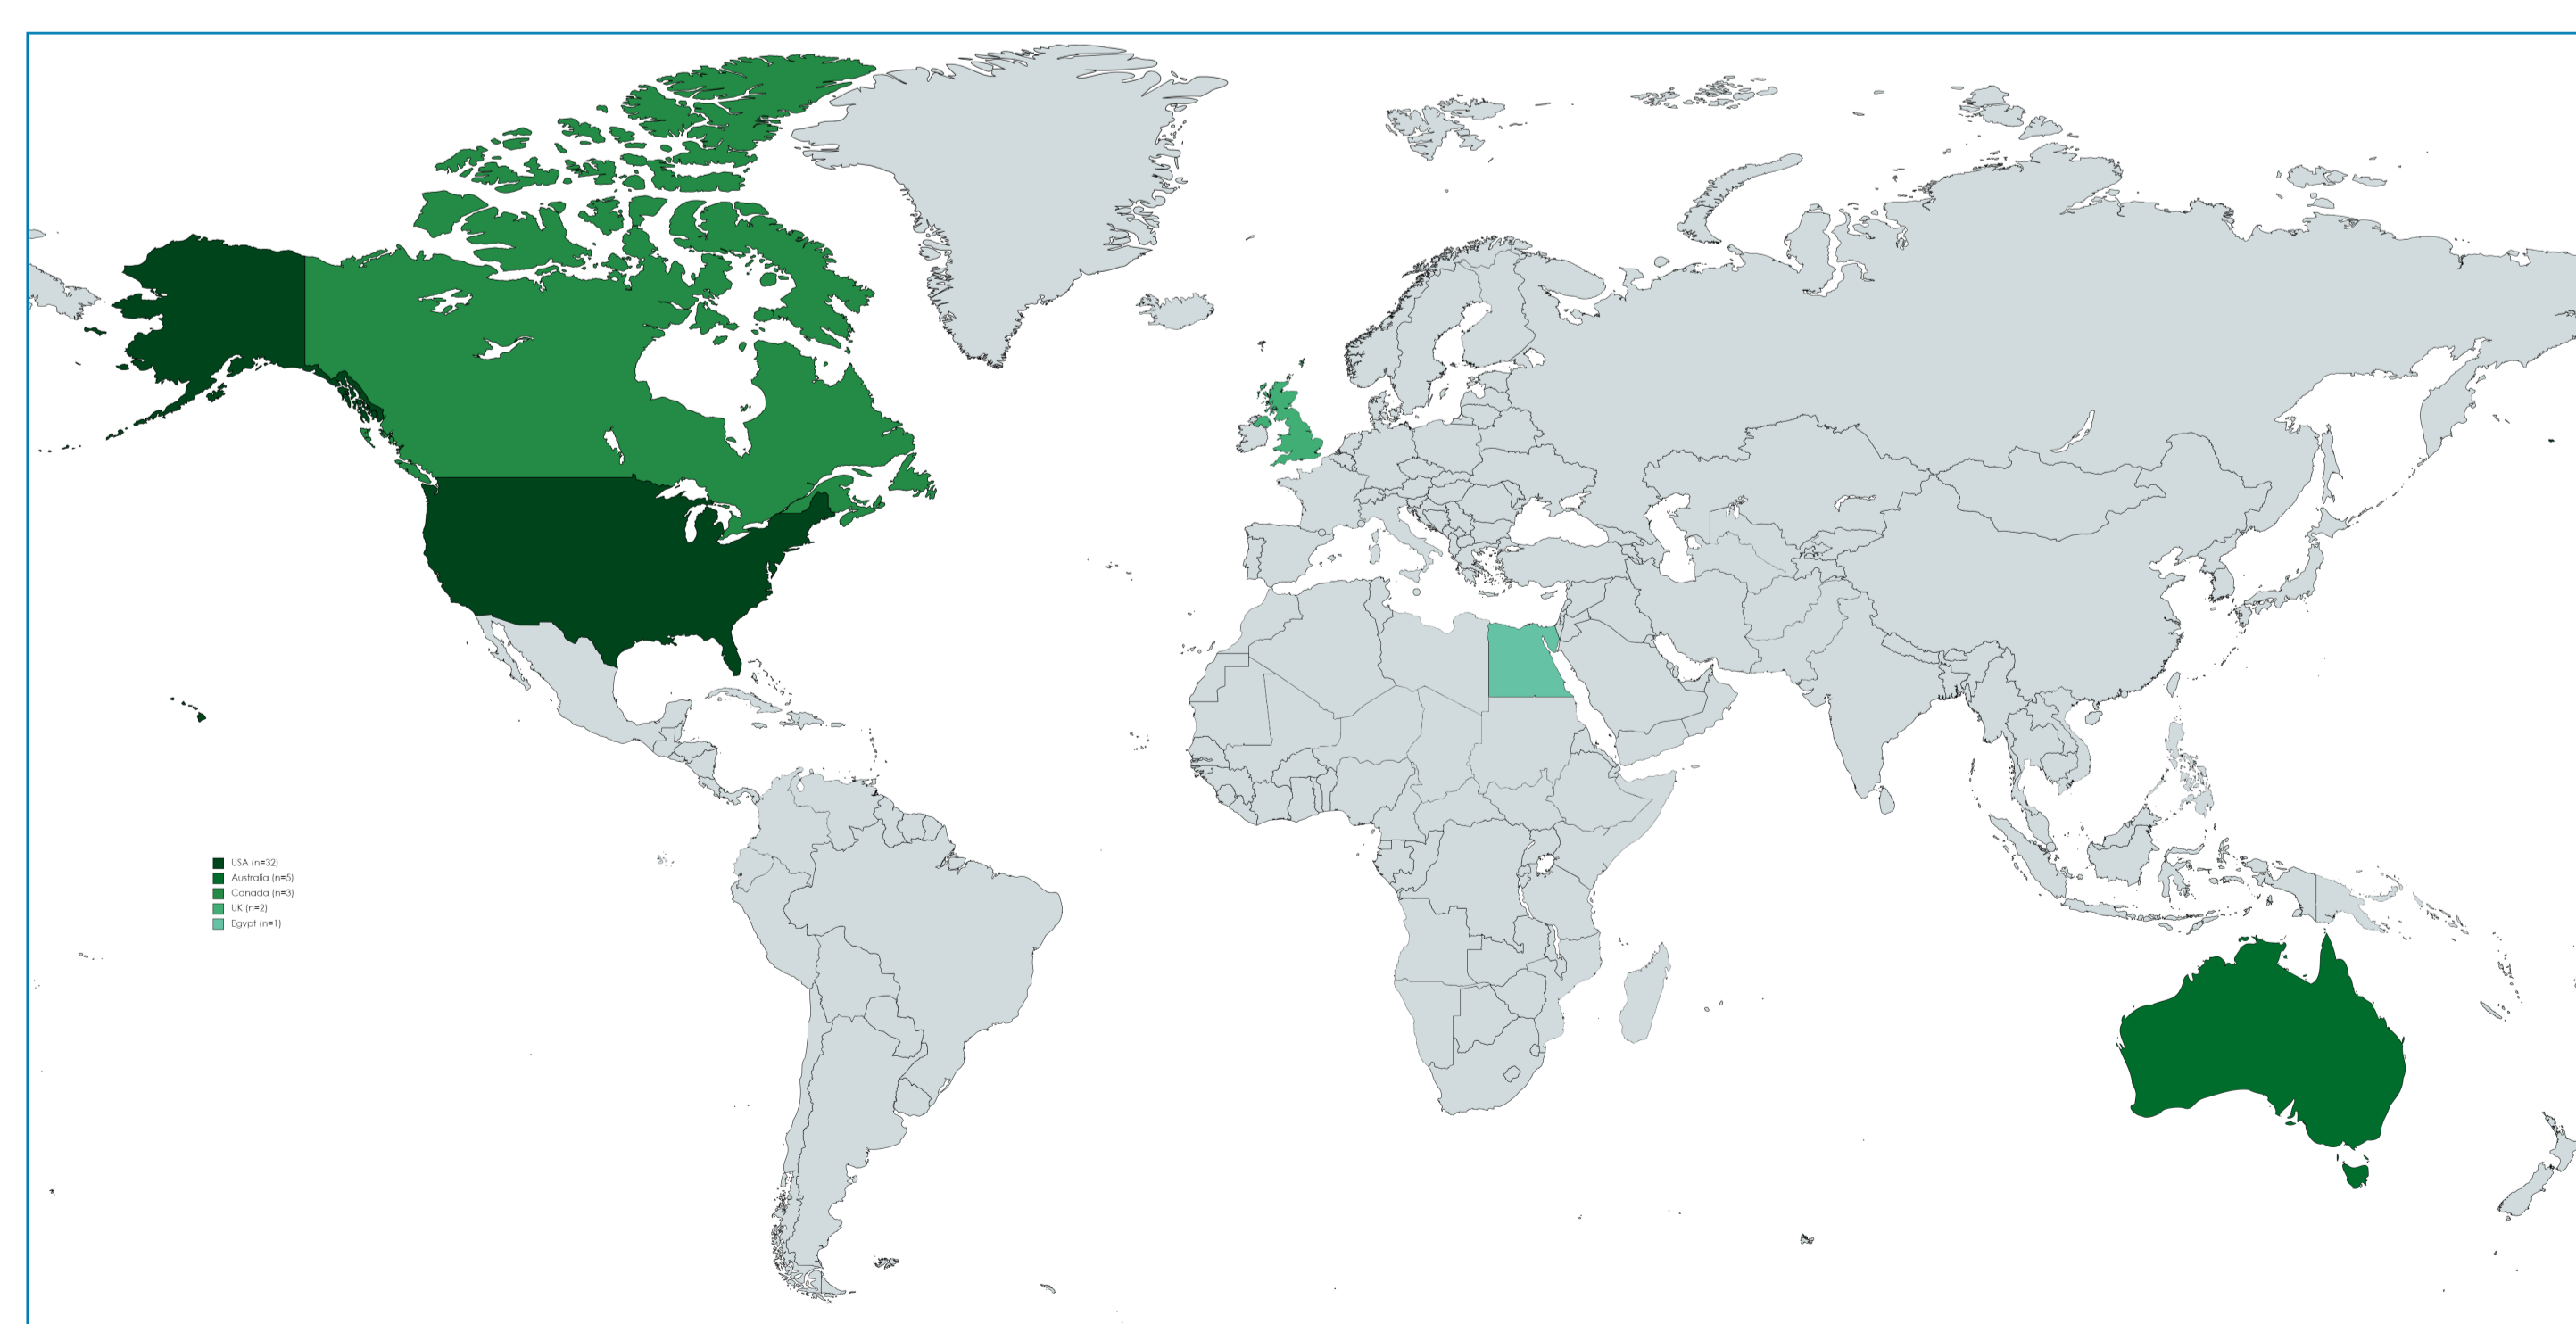 USA (n=32)
Australia (n=5)
Canada (n=3)
UK (n=2)
Egypt (n=1)